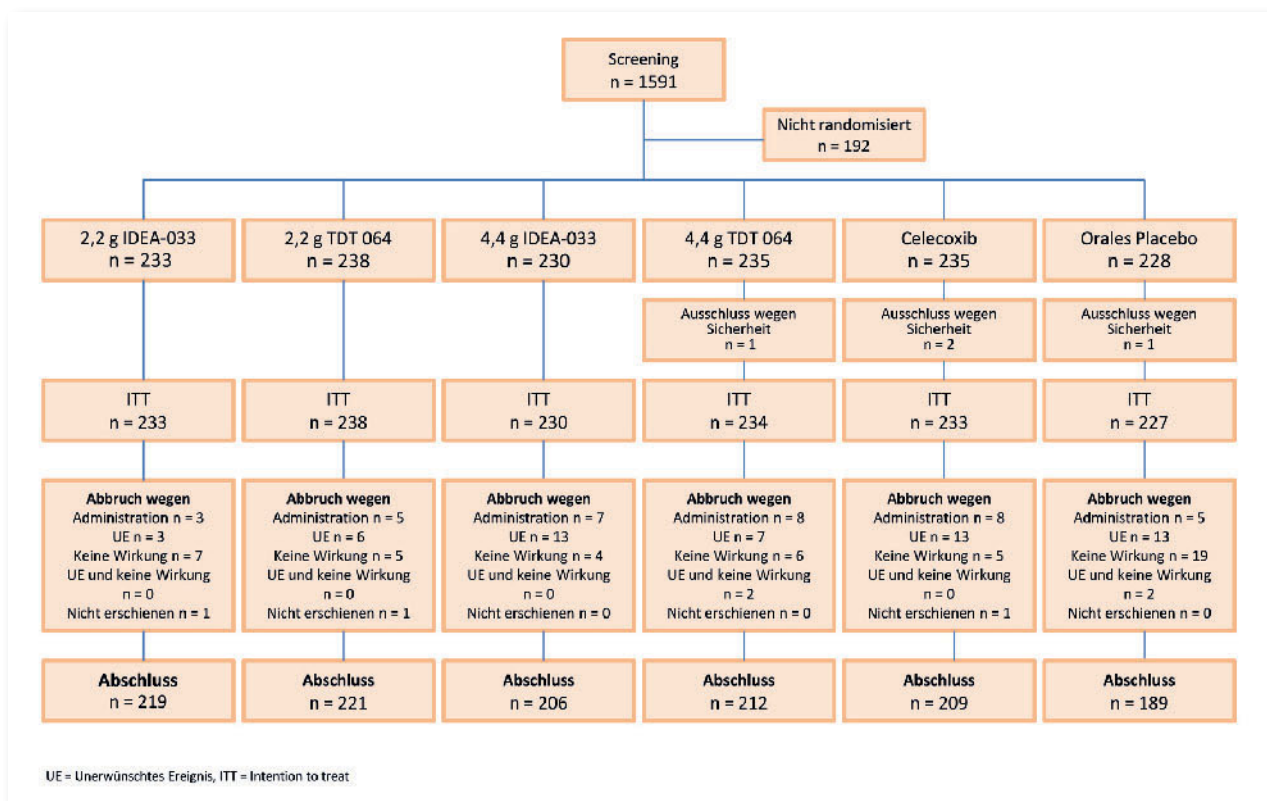 Screening
n = 1591
Nicht randomisiert
n = 192
2,2 g IDEA-033
n = 233
2,2 g TDT 064
n = 238
4,4 g IDEA-033
n = 230
4,4 g TDT 064
n = 235
Celecoxib
n = 235
Orales Placebo
n = 228
Ausschluss wegen
Sicherheit
n = 1
Ausschluss wegen
Sicherheit
n = 2
Ausschluss wegen
Sicherheit
n = 1
ITT
n = 233
ITT
n = 238
ITT
n = 230
ITT
n = 234
ITT
n = 233
ITT
n = 227
Abbruch wegen
Administration n = 3
UE n = 3
Keine Wirkung n = 7
UE und keine Wirkung
n = 0
Nicht erschienen n = 1
Abbruch wegen
Administration n = 5
UE n = 6
Keine Wirkung n = 5
UE und keine Wirkung
n = 0
Nicht erschienen n = 1
Abbruch wegen
Administration n = 7
UE n = 13
Keine Wirkung n = 4
UE und keine Wirkung
n = 0
Nicht erschienen n = 0
Abbruch wegen
Administration n = 8
UE n = 7
Keine Wirkung n = 6
UE und keine Wirkung
n = 2
Nicht erschienen n = 0
Abbruch wegen
Administration n = 8
UE n = 13
Keine Wirkung n = 5
UE und keine Wirkung
n = 0
Nicht erschienen n = 1
Abbruch wegen
Administration n = 5
UE n = 13
Keine Wirkung n = 19
UE und keine Wirkung
n = 2
Nicht erschienen n = 0
Abschluss
n = 219
Abschluss
n = 221
Abschluss
n = 206
Abschluss
n = 212
Abschluss
n = 209
Abschluss
n = 189
UE = Unerwünschtes Ereignis, ITT = Intention to treat